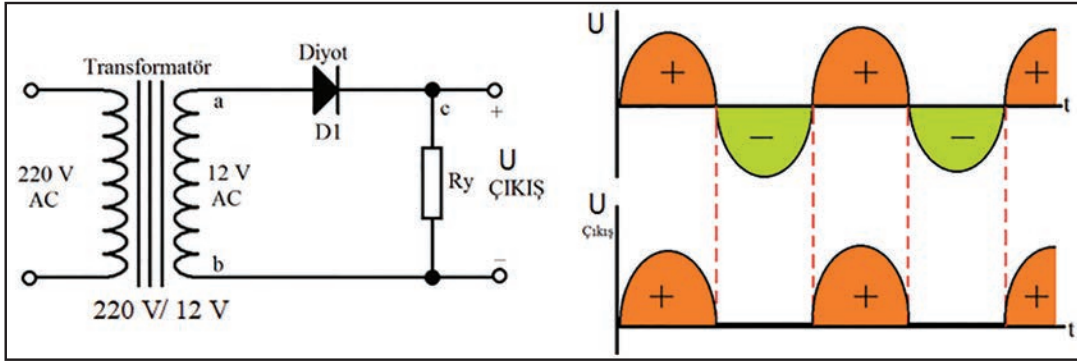 Transformatör
220 V
AC
12 V
AC
a
b
220 V/ 12 V
Diyot
D1
c
Ry
+
U
ÇIKIŞ
−
U
+
−
+
−
+
t
U
Çıkış
+
+
+
t